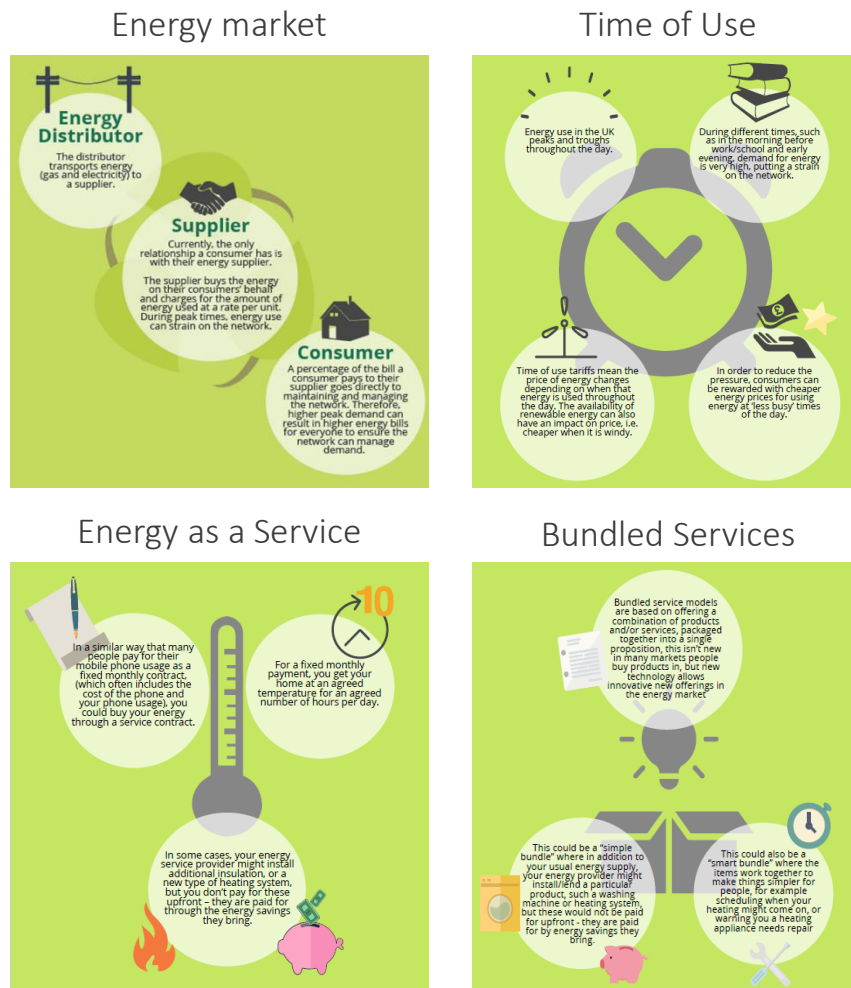 Energy market
Energy
Distributor
The distributor
transports energy
(gas and electricity) to
a supplier.
Supplier
Currently, the only
relationship a consumer has is
with their energy supplier.
The supplier buys the energy
on their consumers' behalf
and charges for the amount of
energy used at a rate per unit.
During peak times, energy use
can strain on the network.
Consumer
A percentage of the bill a
consumer pays to their
supplier goes directly to
maintaining and managing
the network. Therefore,
higher peak demand can
result in higher energy bills
for everyone to ensure the
network can manage
demand.
Time of Use
Energy use in the UK
peaks and troughs
throughout the day.
During different times, such
as in the morning before
work/school and early
evening, demand for energy
is very high, putting a strain
on the network.
Time of use tariffs mean the
price of energy changes
depending on when that
energy is used throughout
the day. The availability of
renewable energy can also
have an impact on price, i.e.
cheaper when it is windy.
£
In order to reduce the
pressure, consumers can
be rewarded with cheaper
energy prices for using
energy at 'less busy' times
of the day.
Energy as a Service
In a similar way that many
people pay for their
mobile phone usage as a
fixed monthly contract,
(which often includes the
cost of the phone and
your phone usage), you
could buy your energy
through a service contract.
10
For a fixed monthly
payment, you get your
home at an agreed
temperature for an agreed
number of hours per day.
In some cases, your energy
service provider might install
additional insulation, or a
new type of heating system,
but you don't pay for these
upfront – they are paid for
through the energy savings
they bring.
Bundled Services
Bundled service models
are based on offering a
combination of products
and/or services, packaged
together into a single
proposition, this isn't new
in many markets people
buy products in, but new
technology allows
innovative new offerings in
the energy market
This could be a "simple
bundle" where in addition to
your usual energy supply,
your energy provider might
install/lend a particular
product, such a washing
machine or heating system,
but these would not be paid
for upfront - they are paid
for by energy savings they
bring.
This could also be a
"smart bundle" where the
items work together to
make things simpler for
people, for example
scheduling when your
heating might come on, or
warning you a heating
appliance needs repair